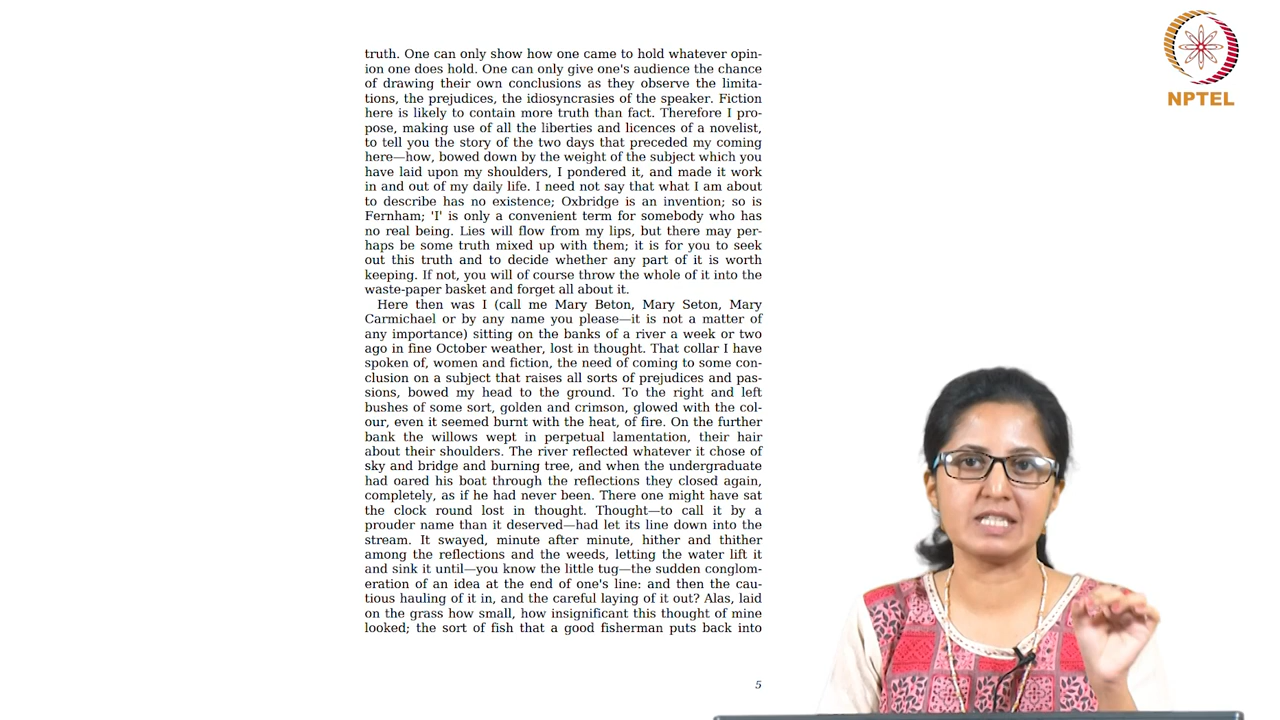 truth. One can only show how one came to hold whatever opin-
ion one does hold. One can only give one's audience the chance
of drawing their own conclusions as they observe the limita-
tions, the prejudices, the idiosyncrasies of the speaker. Fiction
here is likely to contain more truth than fact. Therefore I pro-
pose, making use of all the liberties and licences of a novelist,
to tell you the story of the two days that preceded my coming
here—how, bowed down by the weight of the subject which you
have laid upon my shoulders, I pondered it, and made it work
in and out of my daily life. I need not say that what I am about
to describe has no existence; Oxbridge is an invention; so is
Fernham; 'I' is only a convenient term for somebody who has
no real being. Lies will flow from my lips, but there may per-
haps be some truth mixed up with them; it is for you to seek
out this truth and to decide whether any part of it is worth
keeping. If not, you will of course throw the whole of it into the
waste-paper basket and forget all about it.
Here then was I (call me Mary Beton, Mary Seton, Mary
Carmichael or by any name you please—it is not a matter of
any importance) sitting on the banks of a river a week or two
ago in fine October weather, lost in thought. That collar I have
spoken of, women and fiction, the need of coming to some con-
clusion on a subject that raises all sorts of prejudices and pas-
sions, bowed my head to the ground. To the right and left
bushes of some sort, golden and crimson, glowed with the col-
our, even it seemed burnt with the heat, of fire. On the further
bank the willows wept in perpetual lamentation, their hair
about their shoulders. The river reflected whatever it chose of
sky and bridge and burning tree, and when the undergraduate
had oared his boat through the reflections they closed again,
completely, as if he had never been. There one might have sat
the clock round lost in thought. Thought—to call it by a
prouder name than it deserved—had let its line down into the
stream. It swayed, minute after minute, hither and thither
among the reflections and the weeds, letting the water lift it
and sink it until—you know the little tug—the sudden conglom-
eration of an idea at the end of one's line: and then the cau-
tious hauling of it in, and the careful laying of it out? Alas, laid
on the grass how small, how insignificant this thought of mine
looked; the sort of fish that a good fisherman puts back into
5
NPTEL